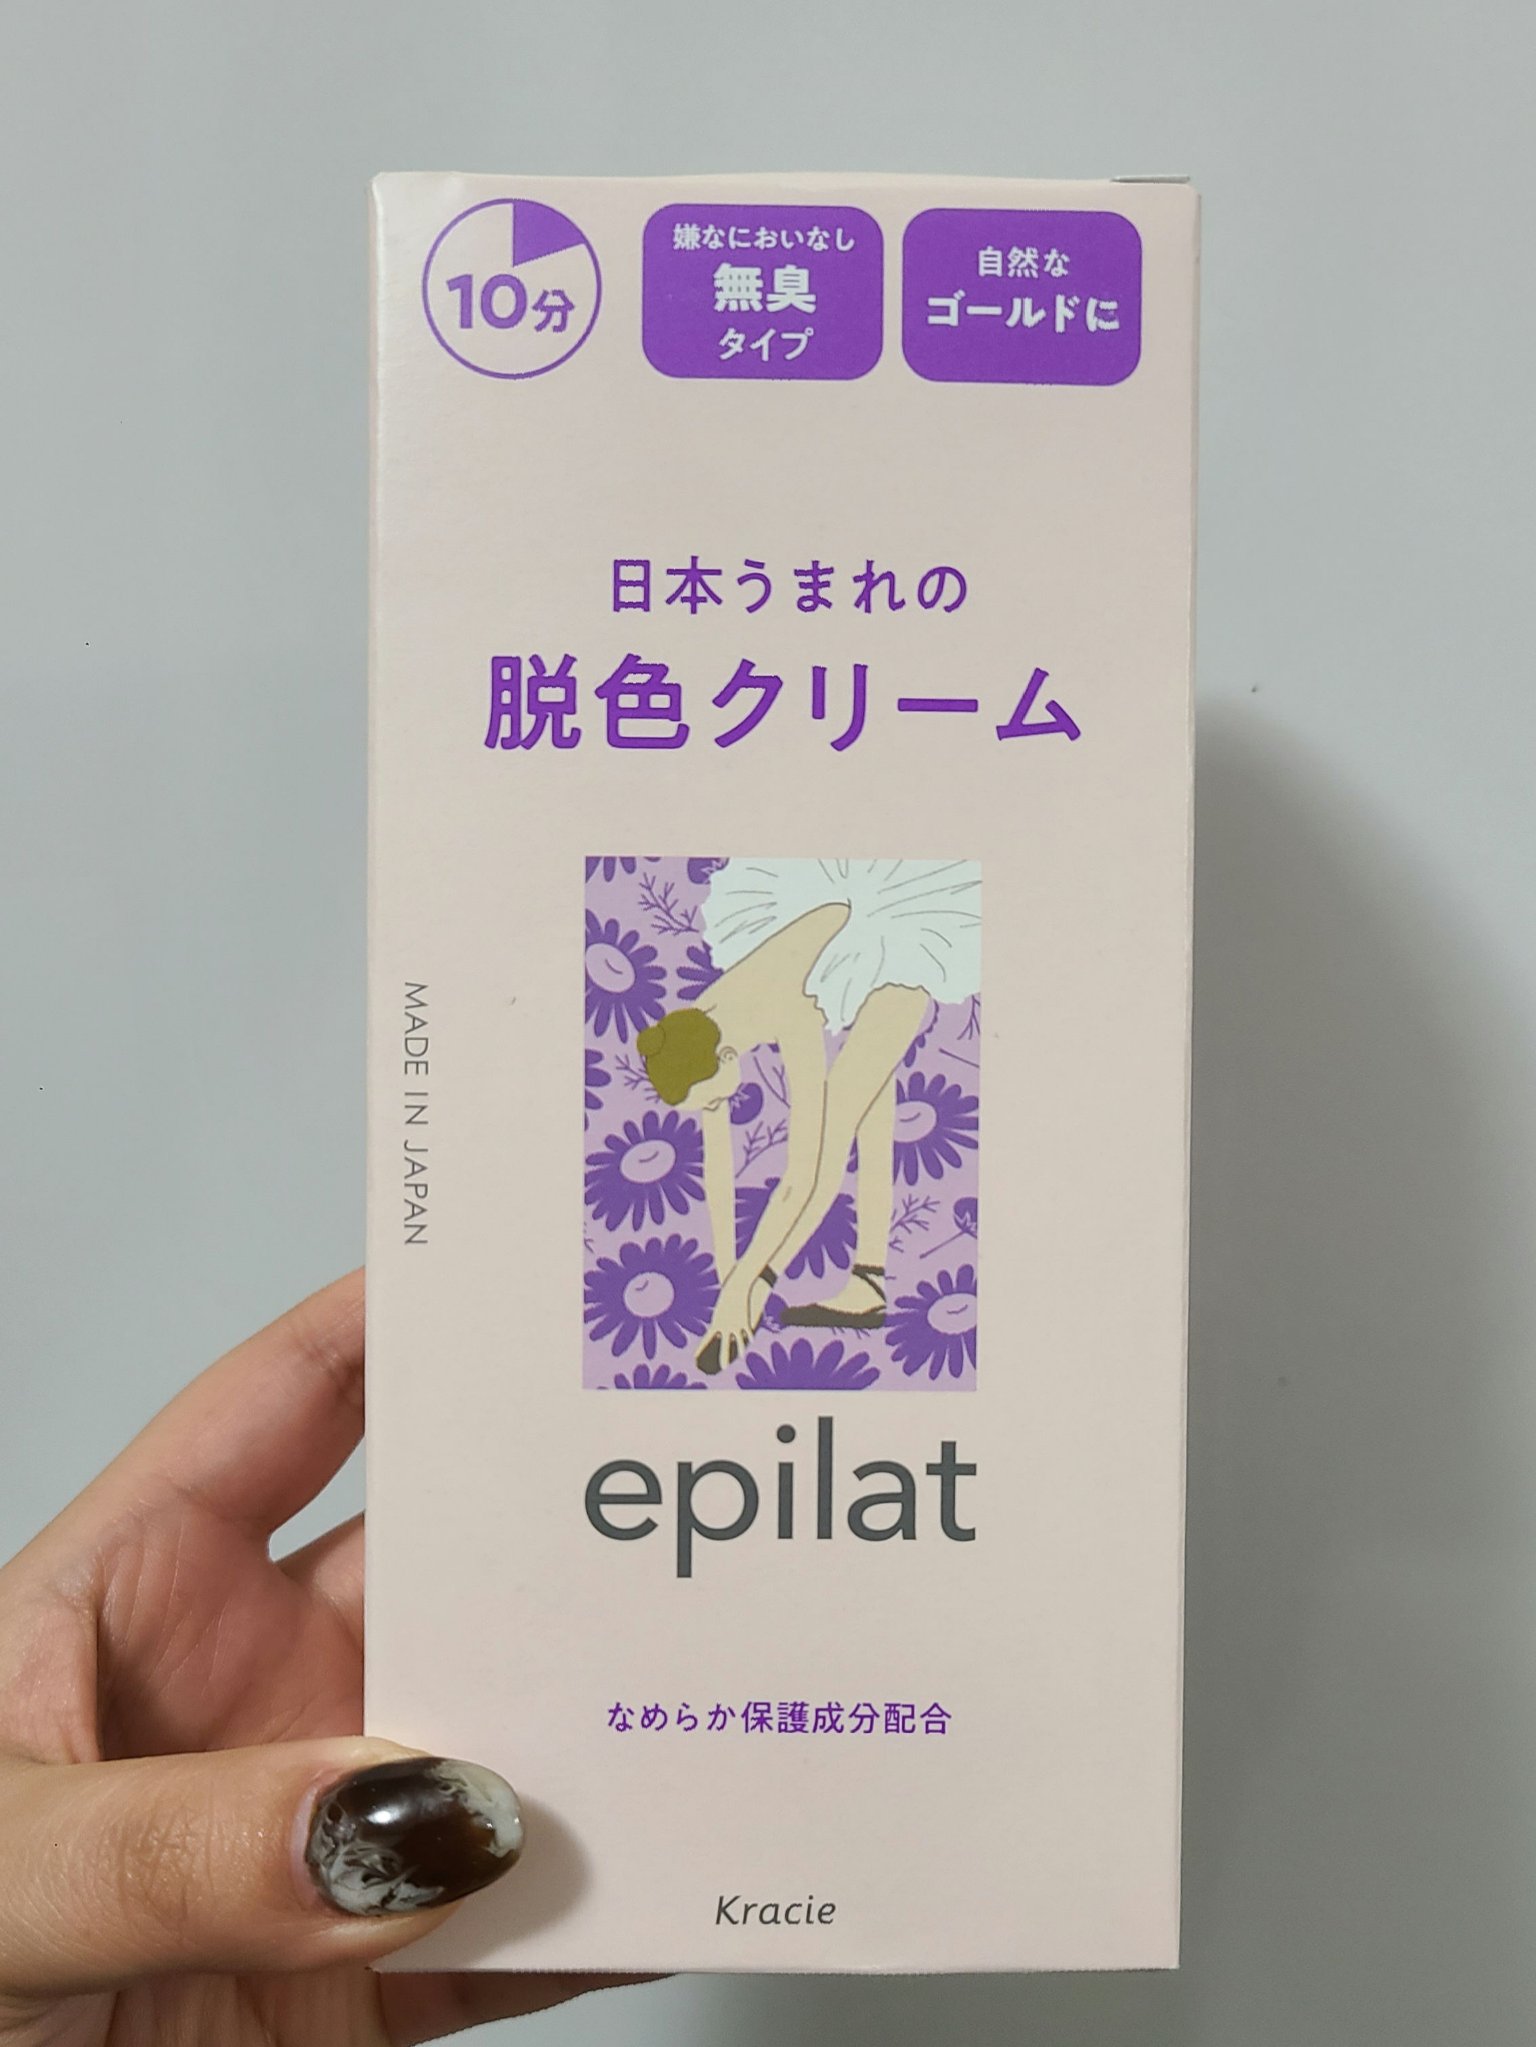 10分
嫌なにおいなし
無臭
タイプ
自然な
ゴールドに
日本うまれの
脱色クリーム
MADE IN JAPAN
epilat
なめらか保護成分配合
Kracie